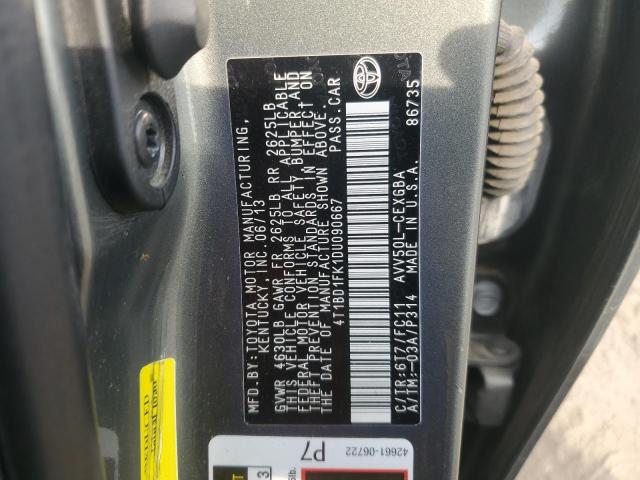 MFD.BY:TOYOTA MOTOR MANUFACTURING,
KENTUCKY, INC. 06/13
GVWR 4630LB GAWR FR 2625LB RR 2625LB
THIS VEHICLE CONFORMS TO ALL APPLICABLE
FEDERAL MOTOR VEHICLE SAFETY, BUMPER AND
THEFT PREVENTION STANDARDS IN EFFECT ON
THE DATE OF MANUFACTURE SHOWN ABOVE.
4T1BD1FK1DU090667 PASS.CAR
C/TR:6T7/FC11 AVV50L-CEXGBA
A/TM:-03A/P314 U.S.A. 86735
P7
42661-06722